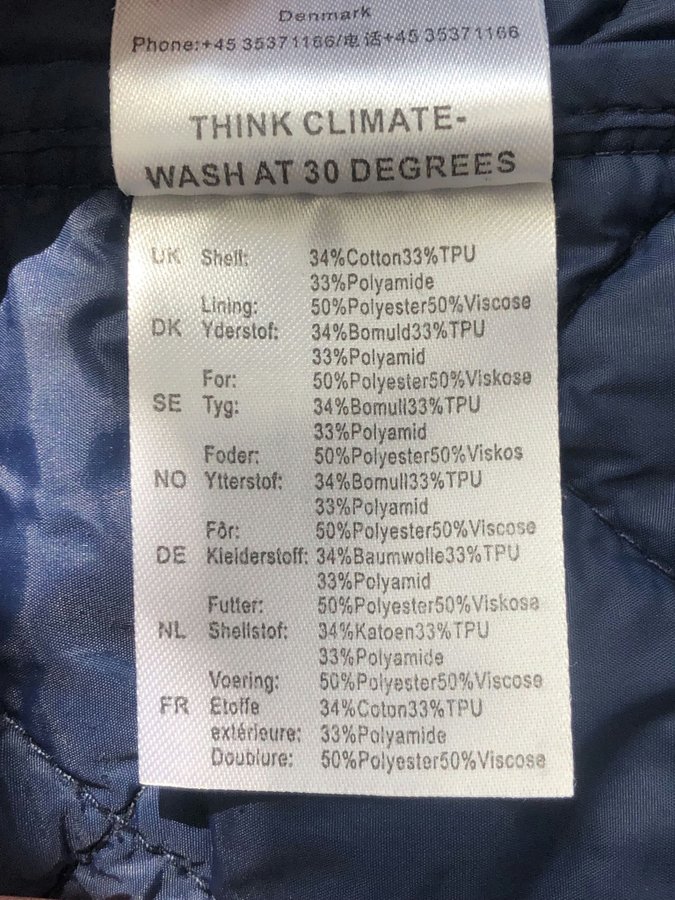 Denmark
Phone:+45 35371166/电话+45 35371166
THINK CLIMATE-
WASH AT 30 DEGREES
UK Shell: 34%Cotton33%TPU
33%Polyamide
Lining: 50%Polyester50%Viscose
DK Yderstof: 34%Bomuld33%TPU
33%Polyamid
For: 50%Polyester50%Viskose
SE Tyg: 34%Bomull33%TPU
33%Polyamid
Foder: 50%Polyester50%Viskos
NO Ytterstof: 34%Bomull33%TPU
33%Polyamid
Fôr: 50%Polyester50%Viscose
DE Kleiderstoff: 34%Baumwolle33%TPU
33%Polyamid
Futter: 50%Polyester50%Viskose
NL Shellstof: 34%Katoen33%TPU
33%Polyamide
Voering: 50%Polyester50%Viscose
FR Etoffe 34%Coton33%TPU
extérieure: 33%Polyamide
Doublure: 50%Polyester50%Viscose